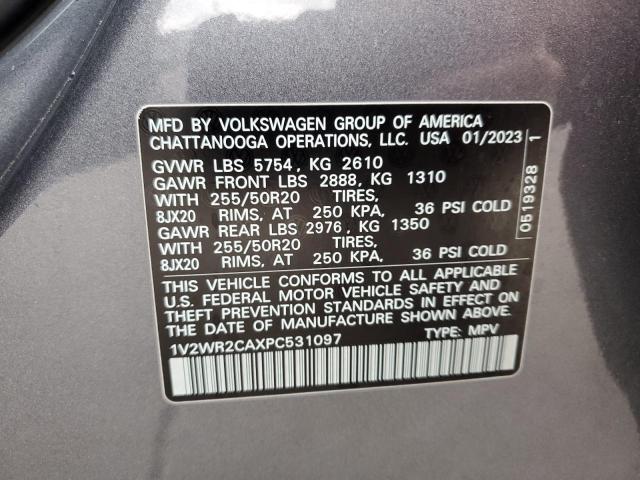 MFD BY VOLKSWAGEN GROUP OF AMERICA
CHATTANOOGA OPERATIONS, LLC. USA 01/2023
GVWR LBS 5754, KG 2610
GAWR FRONT LBS 2888, KG 1310
WITH 255/50R20 TIRES,
8JX20 RIMS, AT 250 KPA, 36 PSI COLD
GAWR REAR LBS 2976, KG 1350
WITH 255/50R20 TIRES,
8JX20 RIMS, AT 250 KPA, 36 PSI COLD
THIS VEHICLE CONFORMS TO ALL APPLICABLE
U.S. FEDERAL MOTOR VEHICLE SAFETY AND
THEFT PREVENTION STANDARDS IN EFFECT ON
THE DATE OF MANUFACTURE SHOWN ABOVE.
1V2WR2CAXPC531097 TYPE: MPV
0519328 1